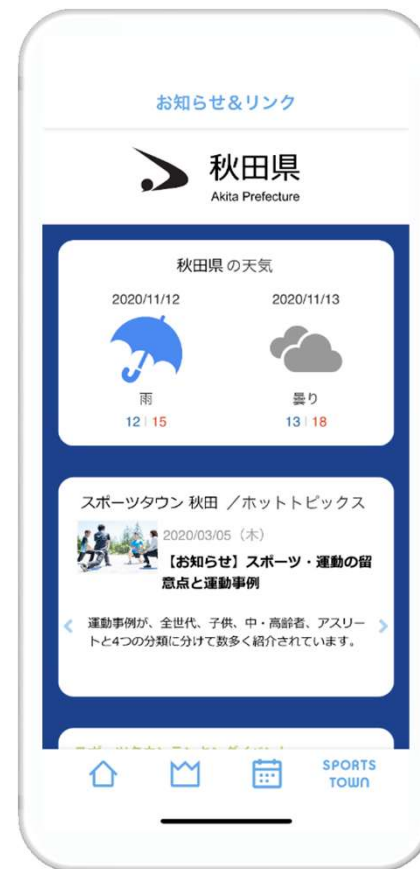 お知らせ&リンク
秋田県
Akita Prefecture
秋田県 の天気
2020/11/12 2020/11/13
雨 曇り
12 | 15 13 | 18
スポーツタウン 秋田 /ホットトピックス
2020/03/05(木)
【お知らせ】スポーツ・運動の留
意点と運動事例
運動事例が、全世代、子供、中・高齢者、アスリー
トと4つの分類に分けて数多く紹介されています。
SPORTS
TOWN